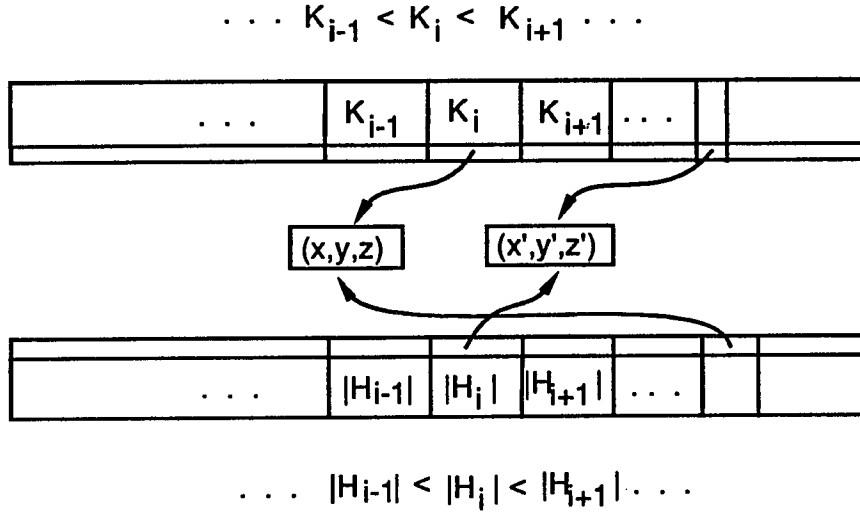 . . . K_{i-1} < K_i < K_{i+1} . . .
. . . K_{i-1} K_i K_{i+1} . . .
(x,y,z) (x',y',z')
. . . |H_{i-1}| |H_i| |H_{i+1}| . . .
. . . |H_{i-1}| < |H_i| < |H_{i+1}| . . .